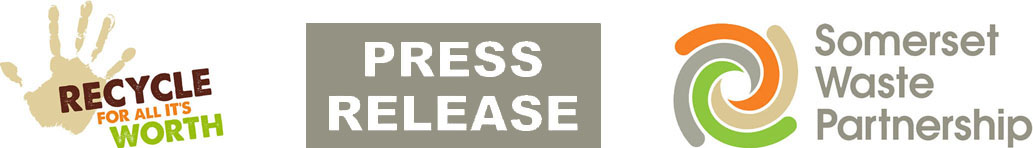 RECYCLE
FOR ALL IT'S
WORTH
PRESS
RELEASE
Somerset
Waste
Partnership